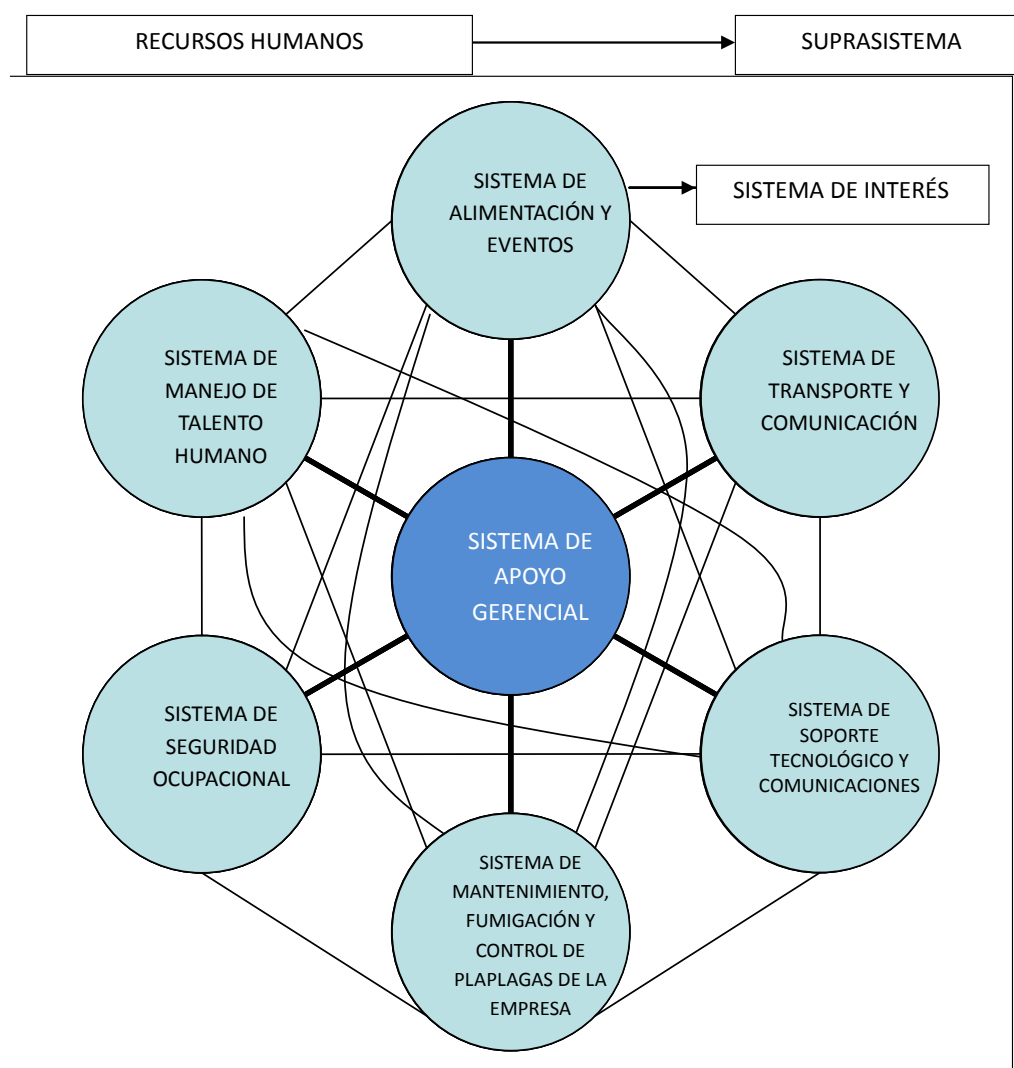 RECURSOS HUMANOS
SUPRASISTEMA
SISTEMA DE
ALIMENTACIÓN Y
EVENTOS
SISTEMA DE INTERÉS
SISTEMA DE
MANEJO DE
TALENTO
HUMANO
SISTEMA DE
TRANSPORTE Y
COMUNICACIÓN
SISTEMA DE
APOYO
GERENCIAL
SISTEMA DE
SEGURIDAD
OCUPACIONAL
SISTEMA DE
SOPORTE
TECNOLÓGICO Y
COMUNICACIONES
SISTEMA DE
MANTENIMIENTO,
FUMIGACIÓN Y
CONTROL DE
PLAPLAGAS DE LA
EMPRESA